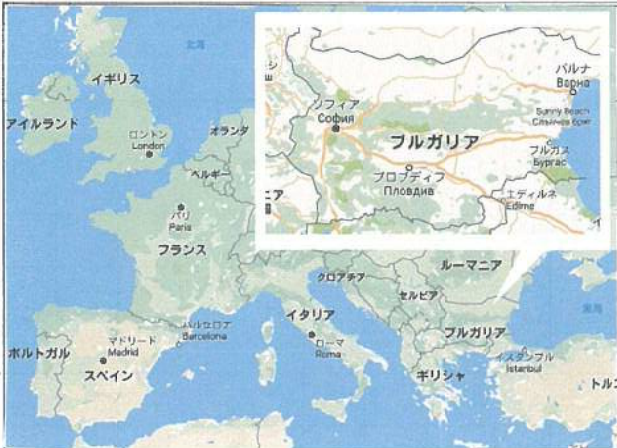 北海
イギリス
アイルランド
ロンドン
London
オランダ
ベルギー
パリ
Paris
フランス
クロアチア
ルーマニア
セルビア
イタリア
ローマ
Roma
ブルガリア
黒海
バルセロナ
Barcelona
マドリード
Madrid
ポルトガル
スペイン
ギリシャ
イスタンブル
İstanbul
トルコ
バルナ
Варна
ソフィア
София
Sunny Beach
Слънчев бряг
ブルガリア
ブルガス
Бургас
プロブディフ
Пловдив
エディルネ
Edirne